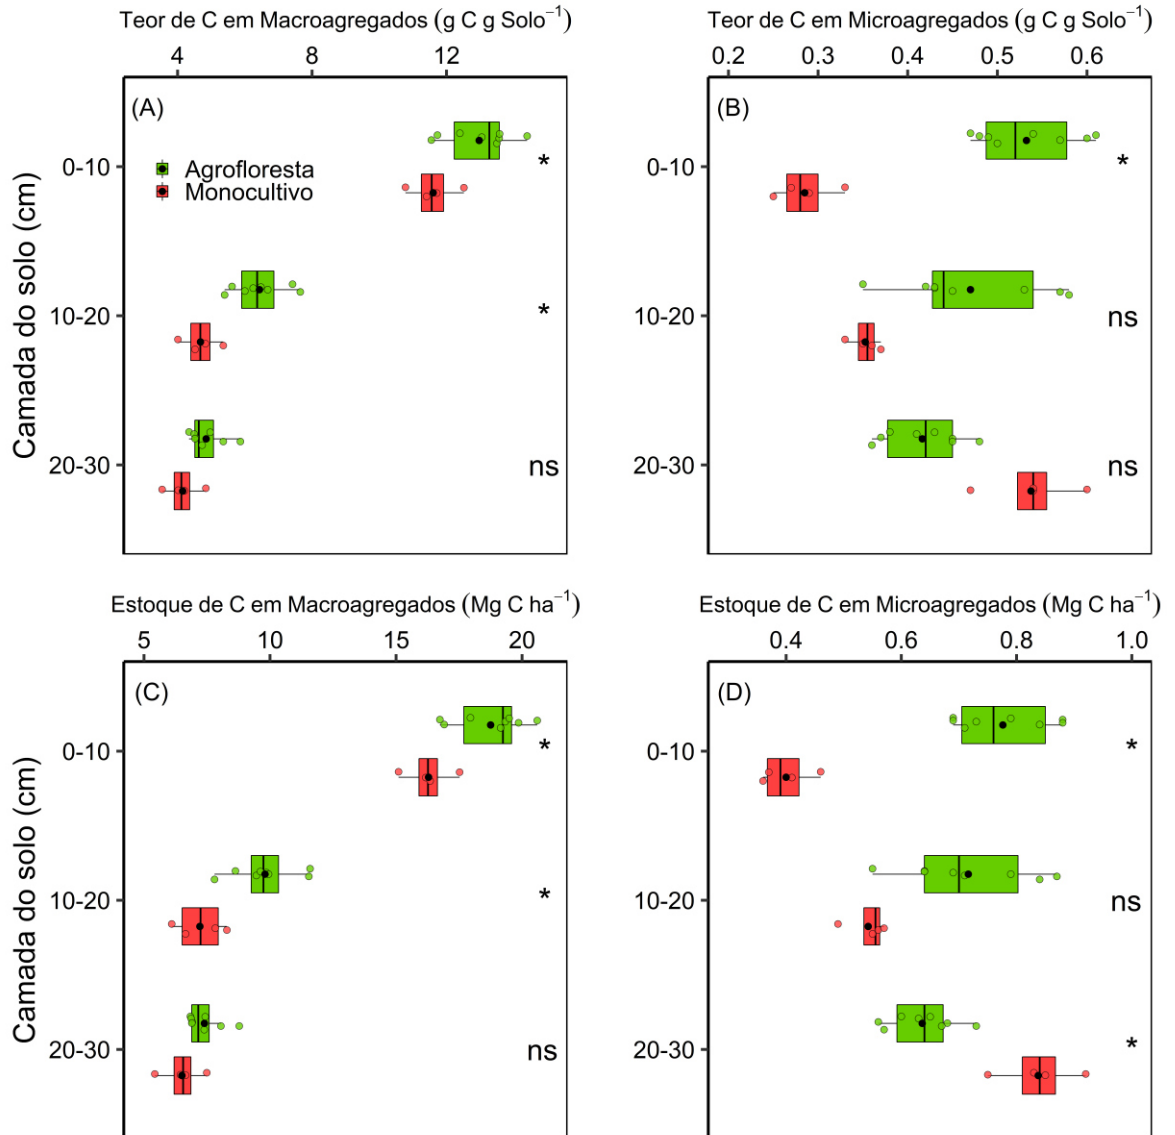 Teor de C em Macroagregados (g C g Solo⁻¹)
4 8 12
(A)
Agrofloresta
Monocultivo
Camada do solo (cm)
0-10
*
10-20
*
20-30
ns
Teor de C em Microagregados (g C g Solo⁻¹)
0.2 0.3 0.4 0.5 0.6
(B)
0-10
*
10-20
ns
20-30
ns
Estoque de C em Macroagregados (Mg C ha⁻¹)
5 10 15 20
(C)
Camada do solo (cm)
0-10
*
10-20
*
20-30
ns
Estoque de C em Microagregados (Mg C ha⁻¹)
0.4 0.6 0.8 1.0
(D)
0-10
*
10-20
ns
20-30
*